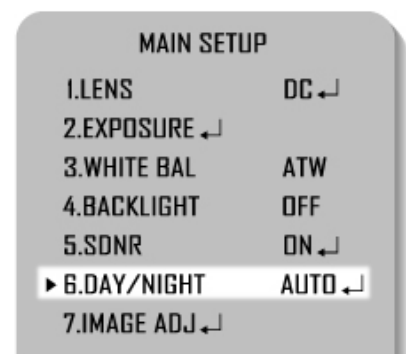 MAIN SETUP
1.LENS DC↵
2.EXPOSURE ↵
3.WHITE BAL ATW
4.BACKLIGHT OFF
5.SDNR ON↵
▶ 6.DAY/NIGHT AUTO ↵
7.IMAGE ADJ ↵